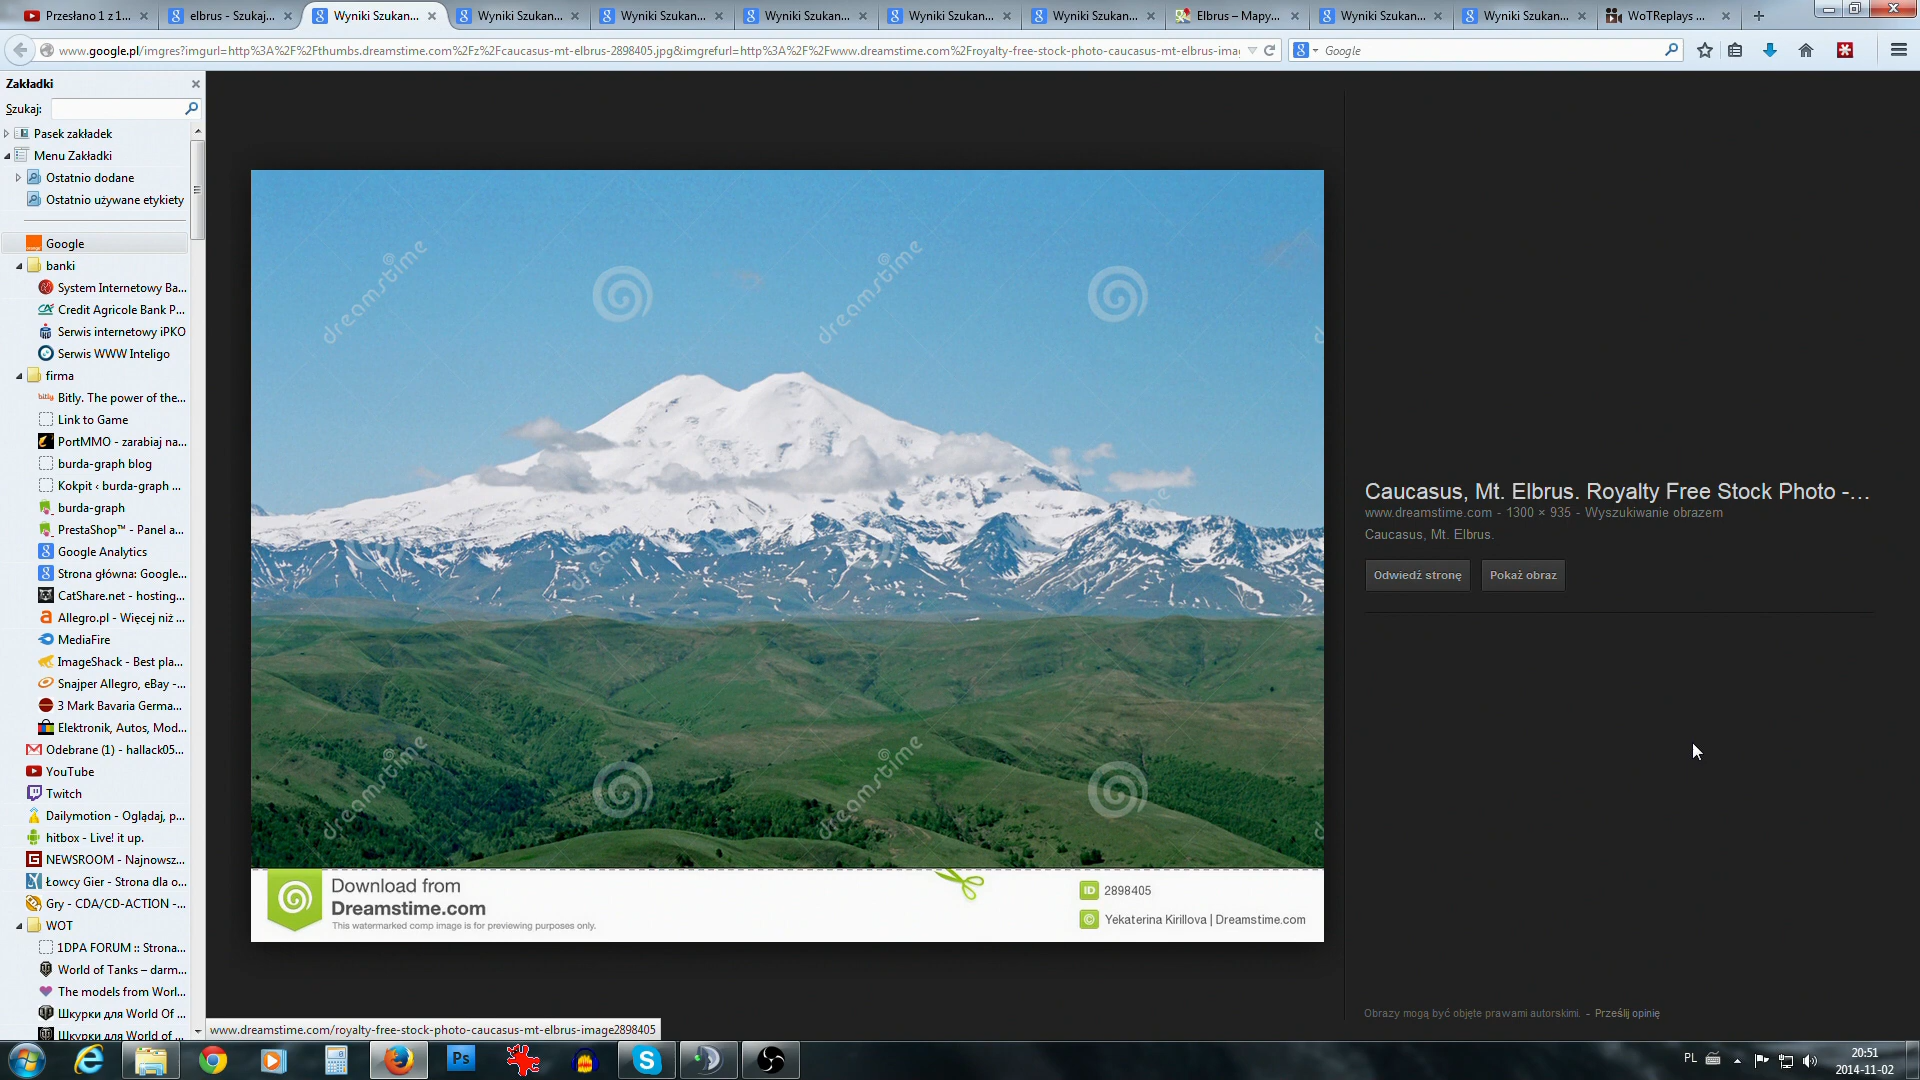 Przesłano 1 z 1...
elbrus - Szukaj...
Wyniki Szukan...
Wyniki Szukan...
Wyniki Szukan...
Wyniki Szukan...
Wyniki Szukan...
Wyniki Szukan...
Elbrus – Mapy...
Wyniki Szukan...
Wyniki Szukan...
WoTReplays ...
www.google.pl/imgres?imgurl=http%3A%2F%2Fthumbs.dreamstime.com%2Fz%2Fcaucasus-mt-elbrus-2898405.jpg&imgrefurl=http%3A%2F%2Fwww.dreamstime.com%2Froyalty-free-stock-photo-caucasus-mt-elbrus-ima
Google
Zakładki
Szukaj:
Pasek zakładek
Menu Zakładki
Ostatnio dodane
Ostatnio używane etykiety
Google
banki
System Internetowy Ba...
Credit Agricole Bank P...
Serwis internetowy iPKO
Serwis WWW Inteligo
firma
Bitly. The power of the...
Link to Game
PortMMO - zarabiaj na...
burda-graph blog
Kokpit ‹ burda-graph ...
burda-graph
PrestaShop™ - Panel a...
Google Analytics
Strona główna: Google...
CatShare.net - hosting...
Allegro.pl - Więcej niż ...
MediaFire
ImageShack - Best pla...
Snajper Allegro, eBay -...
3 Mark Bavaria Germa...
Elektronik, Autos, Mod...
Odebrane (1) - hallack05...
YouTube
Twitch
Dailymotion - Oglądaj, p...
hitbox - Live! it up.
NEWSROOM - Najnowsz...
Łowcy Gier - Strona dla o...
Gry - CDA/CD-ACTION -...
WOT
1DPA FORUM :: Strona...
World of Tanks – darm...
The models from Worl...
Шкурки для World Of ...
Шкурки для World of ...
dreamstime
dreamstime
dreamstime
dreamstime
dreamstime
dreamstime
Download from
Dreamstime.com
This watermarked comp image is for previewing purposes only.
ID 2898405
© Yekaterina Kirillova | Dreamstime.com
Caucasus, Mt. Elbrus. Royalty Free Stock Photo -...
www.dreamstime.com - 1300 × 935 - Wyszukiwanie obrazem
Caucasus, Mt. Elbrus.
Odwiedź stronę
Pokaż obraz
Obrazy mogą być objęte prawami autorskimi. - Prześlij opinię
www.dreamstime.com/royalty-free-stock-photo-caucasus-mt-elbrus-image2898405
Ps
PL
20:51
2014-11-02